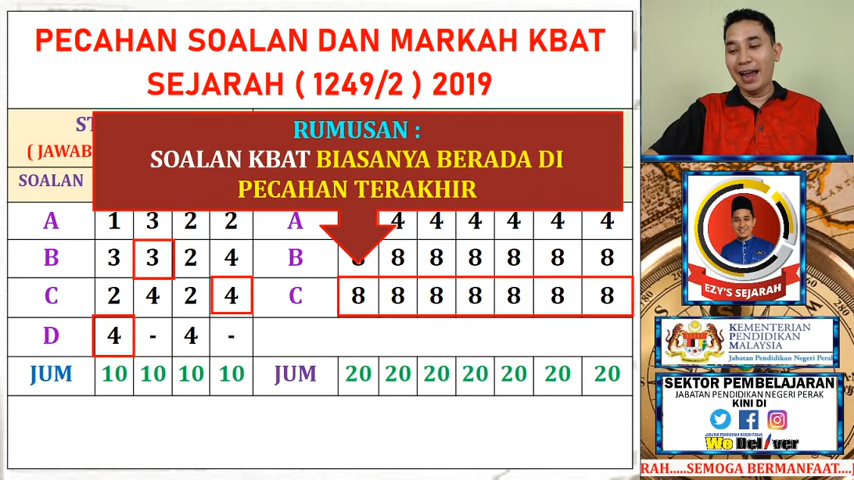 PECAHAN SOALAN DAN MARKAH KBAT
SEJARAH ( 1249/2 ) 2019
RUMUSAN :
SOALAN KBAT BIASANYA BERADA DI
PECAHAN TERAKHIR
( JAWAB
SOALAN
A 1 3 2 2 A 4 4 4 4 4 4
B 3 3 2 4 B 8 8 8 8 8 8 8
C 2 4 2 4 C 8 8 8 8 8 8 8
D 4 - 4 -
JUM 10 10 10 10 JUM 20 20 20 20 20 20 20
EZY'S SEJARAH
KEMENTERIAN
PENDIDIKAN
MALAYSIA
Jabatan Pendidikan Negeri Perak
SEKTOR PEMBELAJARAN
JABATAN PENDIDIKAN NEGERI PERAK
KINI DI
We Deliver
RAH.....SEMOGA BERMANFAAT....